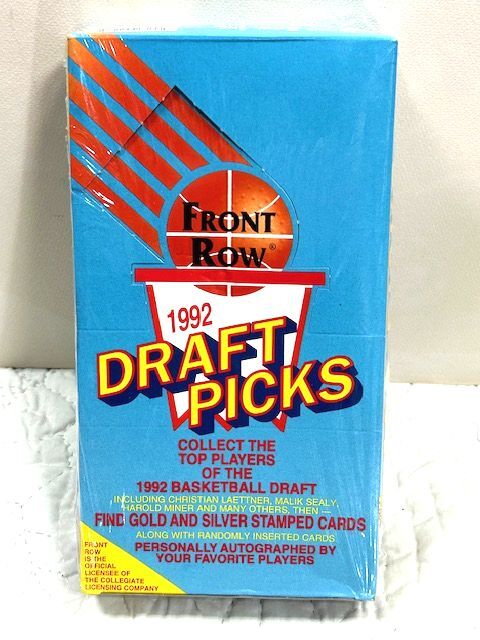 FRONT
ROW®
1992
DRAFT
PICKS
COLLECT THE
TOP PLAYERS
OF THE
1992 BASKETBALL DRAFT
INCLUDING CHRISTIAN LAETTNER, MALIK SEALY,
HAROLD MINER AND MANY OTHERS. THEN —
FIND GOLD AND SILVER STAMPED CARDS
ALONG WITH RANDOMLY INSERTED CARDS
PERSONALLY AUTOGRAPHED BY
YOUR FAVORITE PLAYERS
FRONT
ROW
IS THE
OFFICIAL
LICENSEE OF
THE COLLEGIATE
LICENSING COMPANY